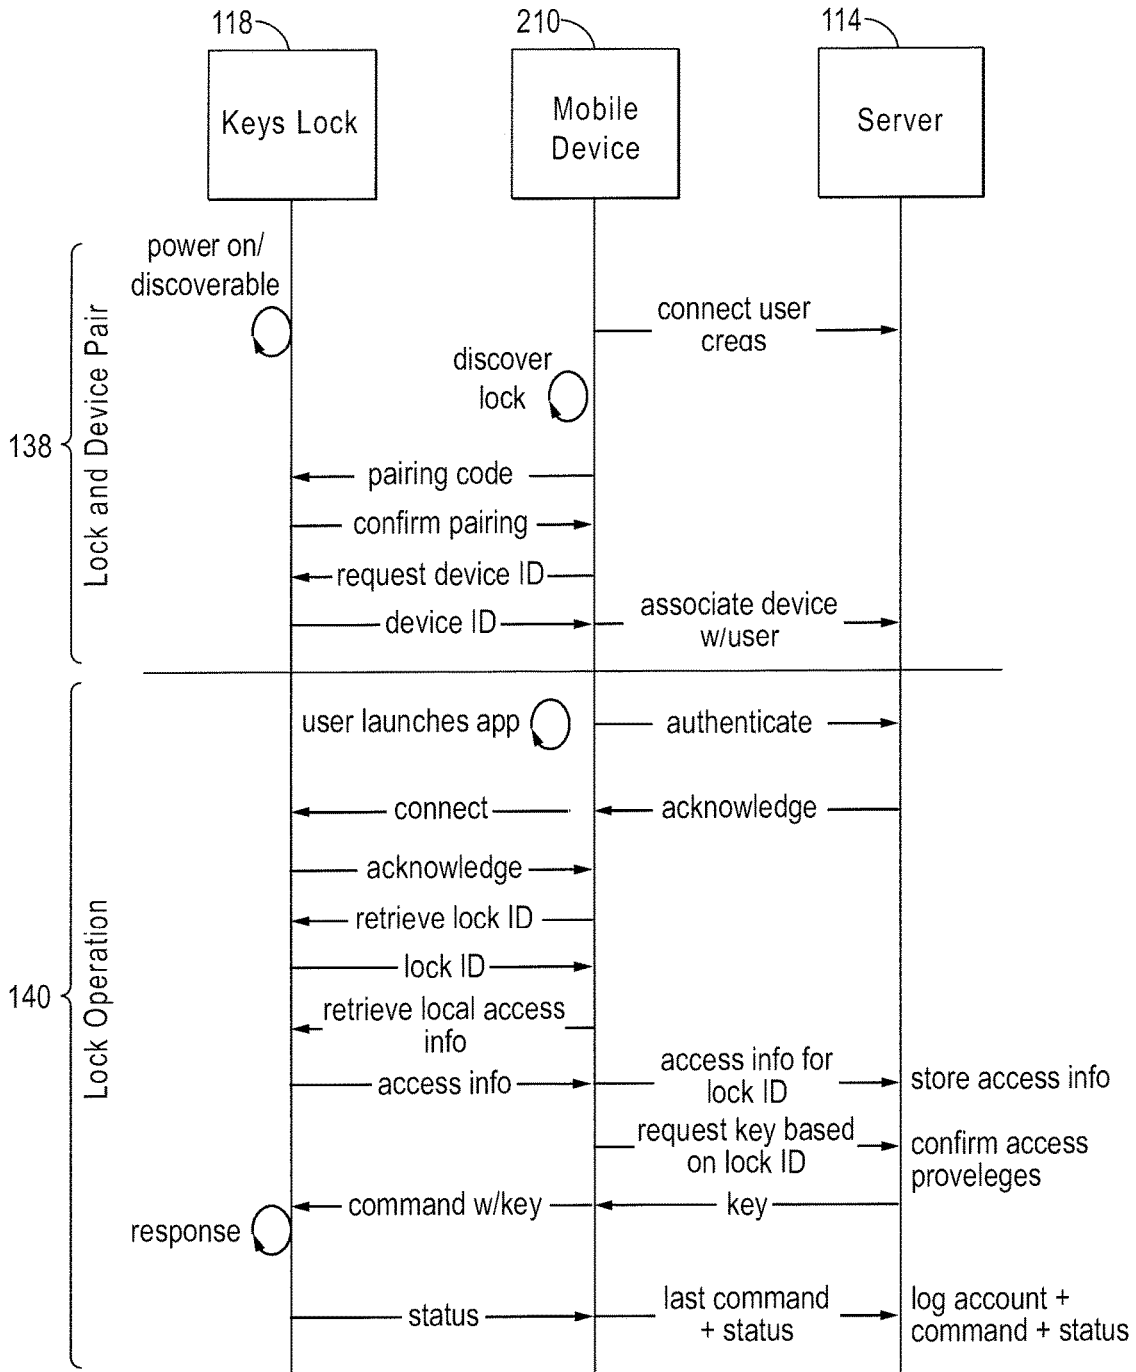 118
210
114
Keys Lock
Mobile
Device
Server
138
Lock and Device Pair
power on/
discoverable
connect user
creas
discover
lock
pairing code
confirm pairing
request device ID
device ID
associate device
w/user
140
Lock Operation
user launches app
authenticate
connect
acknowledge
acknowledge
retrieve lock ID
lock ID
retrieve local access
info
access info
access info for
lock ID
store access info
request key based
on lock ID
confirm access
proveleges
command w/key
key
response
status
last command
+ status
log account +
command + status